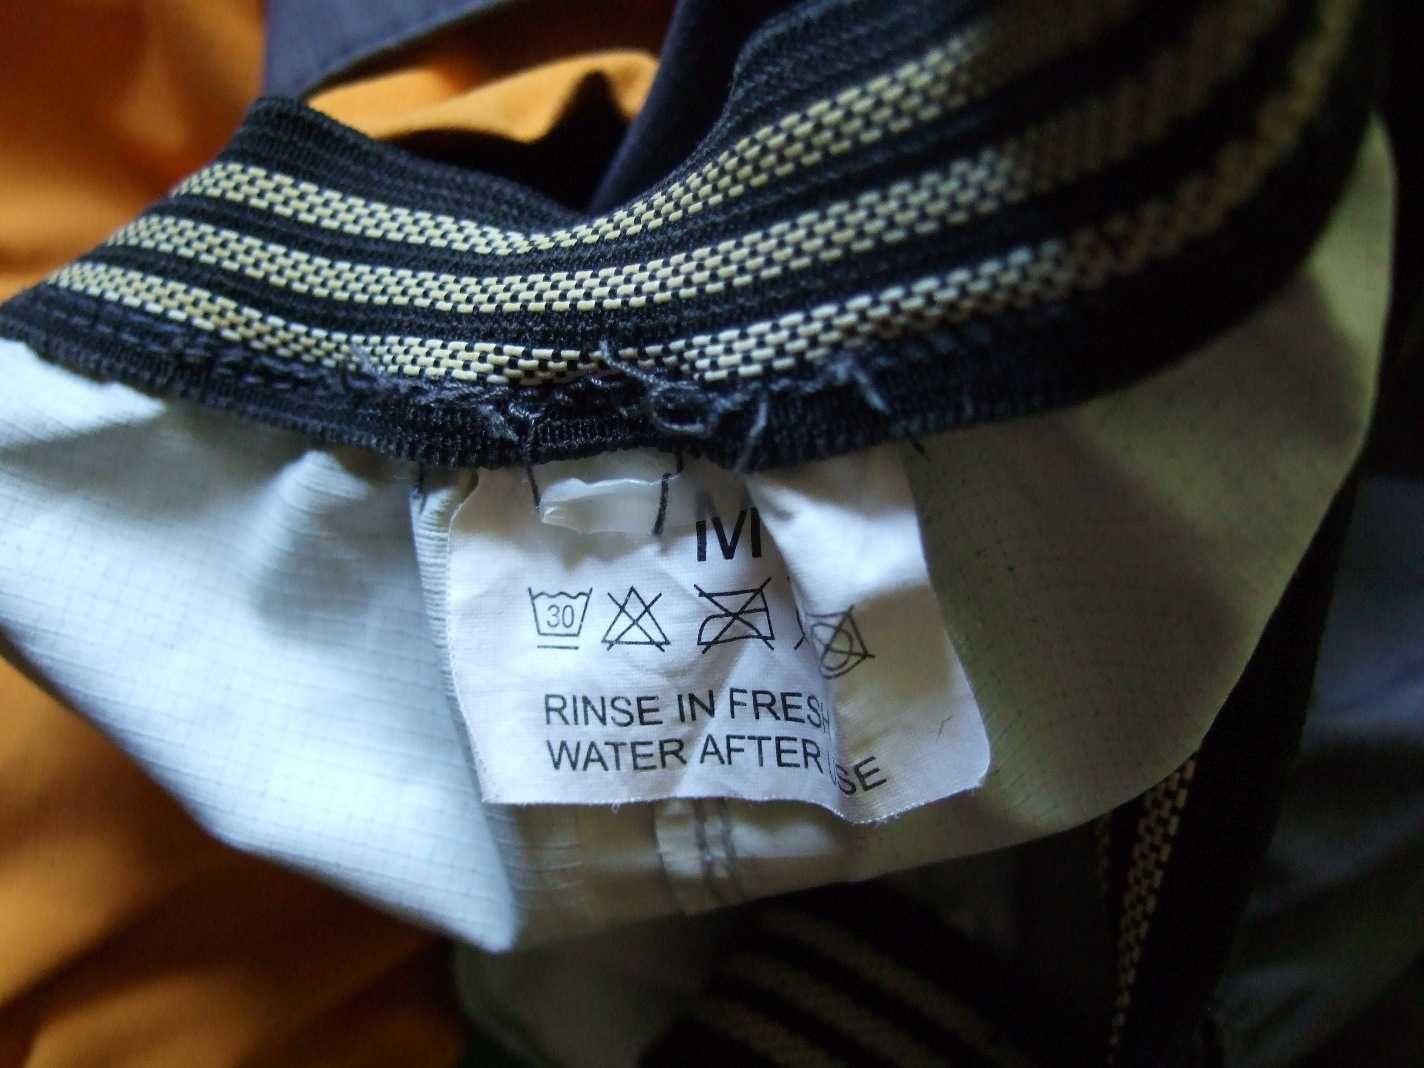 M
30
RINSE IN FRESH
WATER AFTER USE